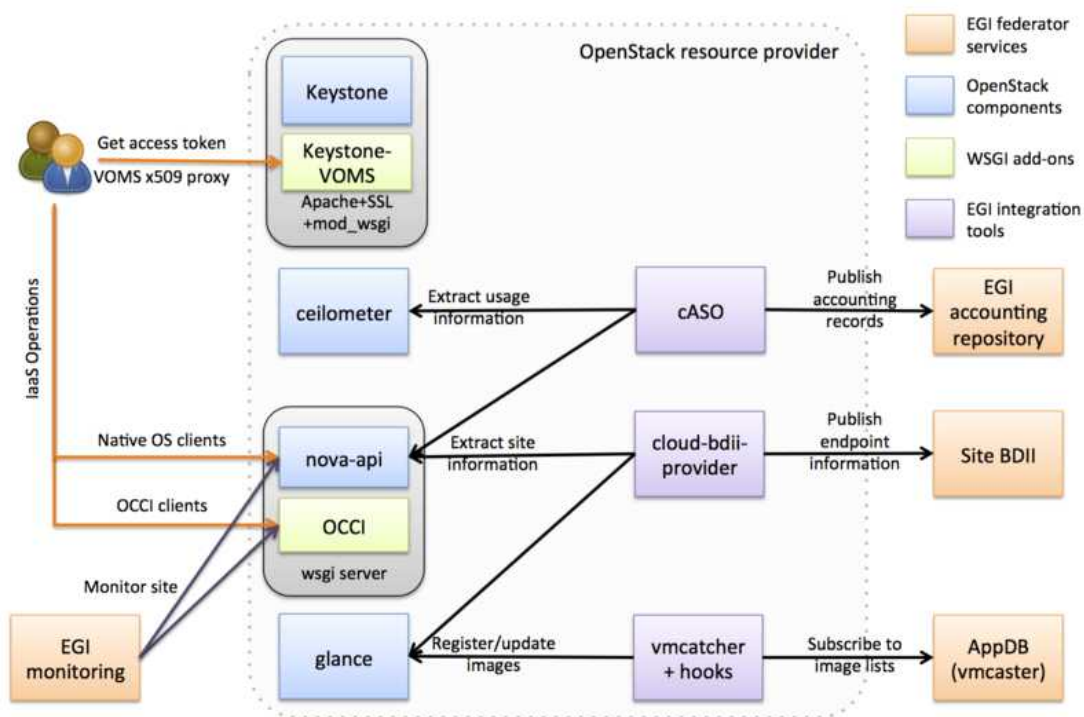 OpenStack resource provider
EGI federator
services
OpenStack
components
WSGI add-ons
EGI integration
tools
Keystone
Keystone-
VOMS
Apache+SSL
+mod_wsgi
Get access token
VOMS x509 proxy
IaaS Operations
ceilometer
Extract usage
information
cASO
Publish
accounting
records
EGI
accounting
repository
Native OS clients
nova-api
Extract site
information
cloud-bdii-
provider
Publish
endpoint
information
Site BDII
OCCI clients
OCCI
wsgi server
Monitor site
EGI
monitoring
glance
Register/update
images
vmcatcher
+ hooks
Subscribe to
image lists
AppDB
(vmcaster)